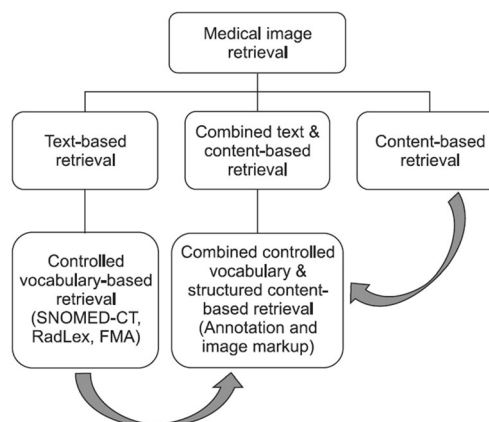 Medical image
retrieval
Text-based
retrieval
Combined text &
content-based
retrieval
Content-based
retrieval
Controlled
vocabulary-based
retrieval
(SNOMED-CT,
RadLex, FMA)
Combined controlled
vocabulary &
structured content-
based retrieval
(Annotation and
image markup)